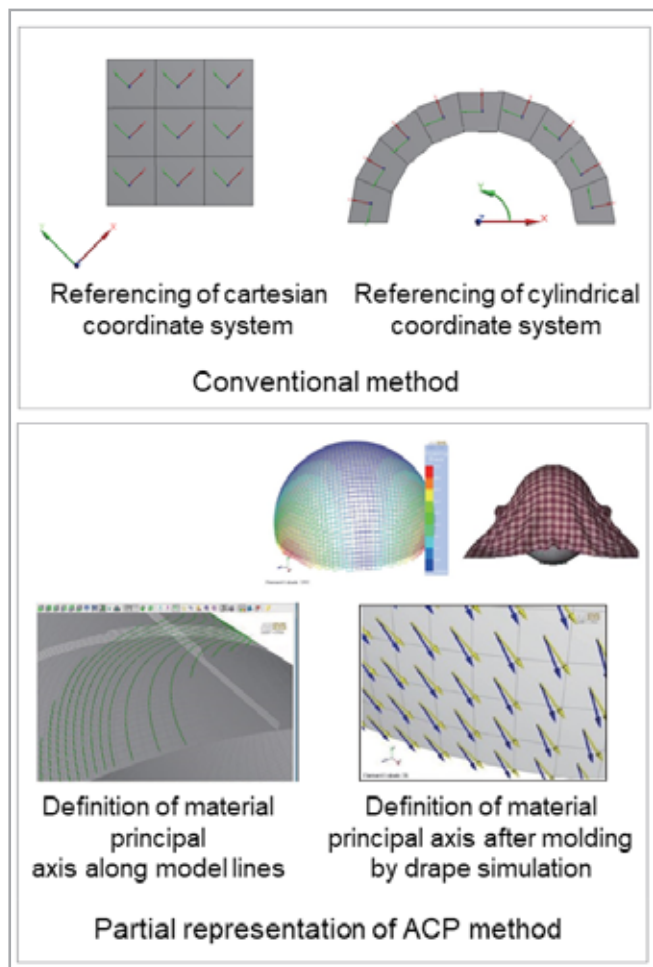 Y
X
Y
Z
X
Referencing of cartesian
coordinate system
Referencing of cylindrical
coordinate system
Conventional method
Definition of material
principal
axis along model lines
Definition of material
principal axis after molding
by drape simulation
Partial representation of ACP method